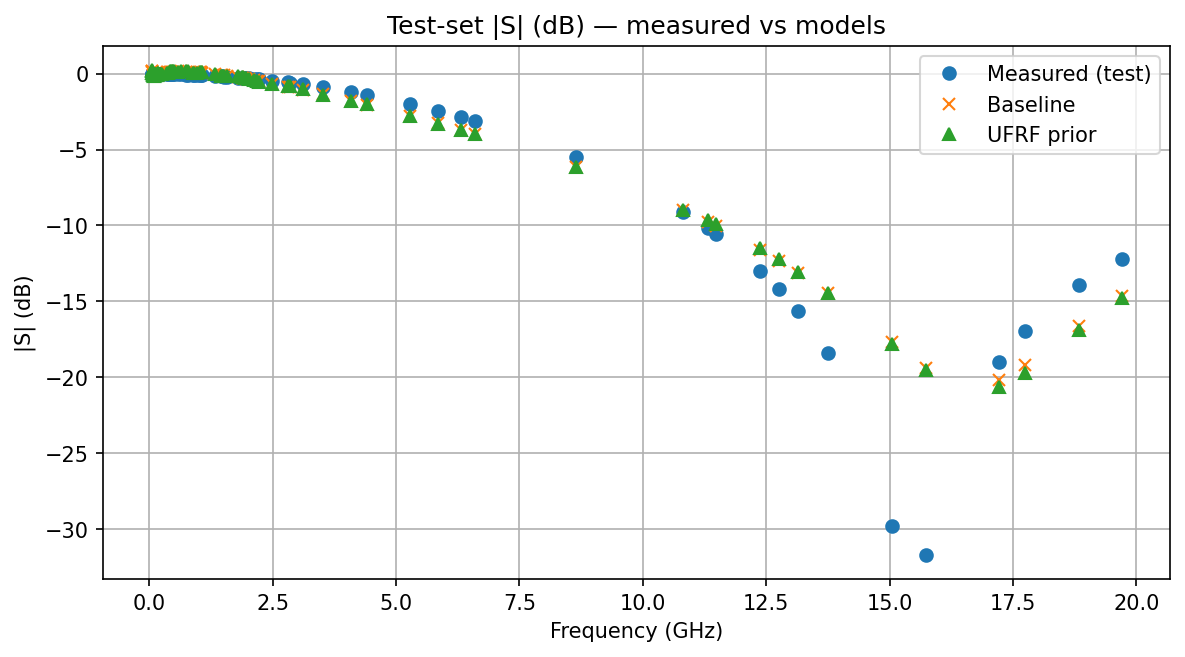 Test-set |S| (dB) — measured vs models
Measured (test)
Baseline
UFRF prior
|S| (dB)
0
−5
−10
−15
−20
−25
−30
0.0 2.5 5.0 7.5 10.0 12.5 15.0 17.5 20.0
Frequency (GHz)